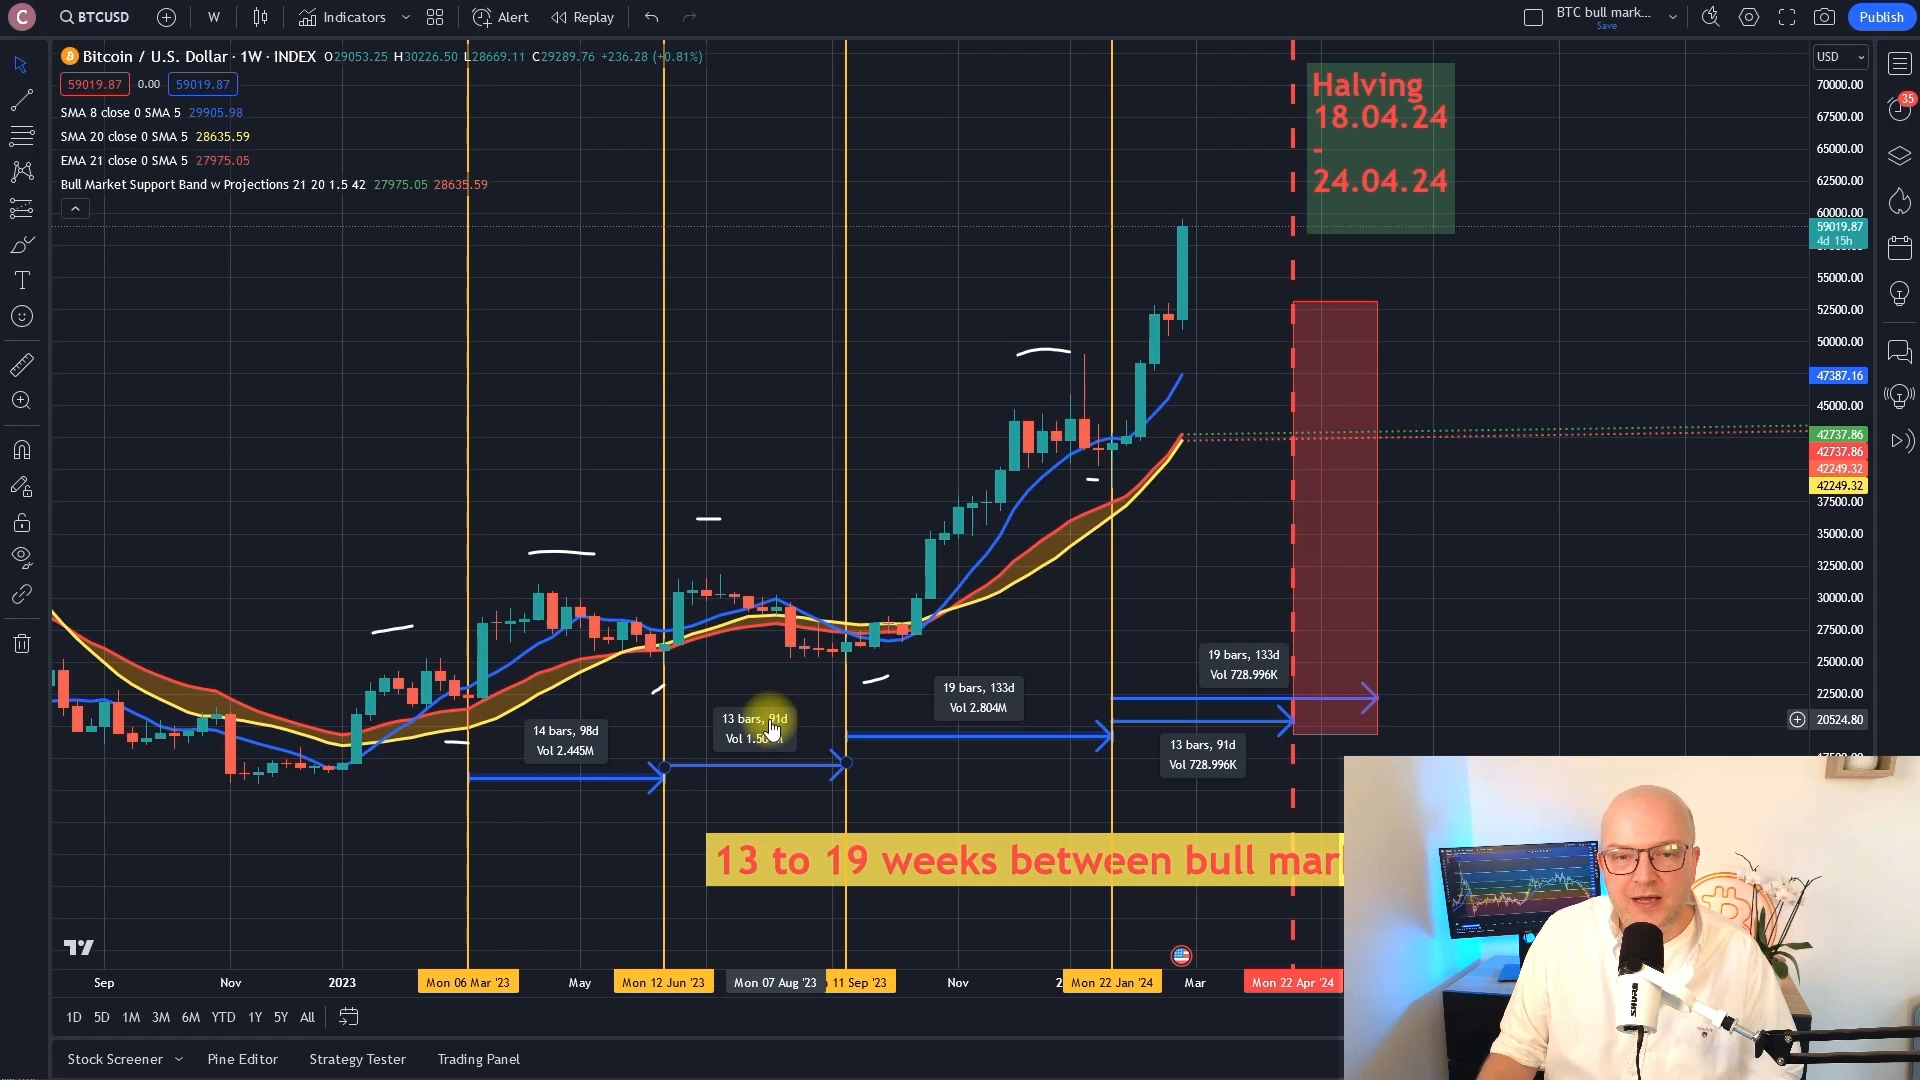 C
BTCUSD
W
Indicators
Alert
Replay
BTC bull mark...
Save
Publish
Bitcoin / U.S. Dollar · 1W · INDEX O29053.25 H30226.50 L28669.11 C29289.76 +236.28 (+0.81%)
59019.87 0.00 59019.87
SMA 8 close 0 SMA 5 29905.98
SMA 20 close 0 SMA 5 28635.59
EMA 21 close 0 SMA 5 27975.05
Bull Market Support Band w Projections 21 20 1.5 42 27975.05 28635.59
Halving
18.04.24
-
24.04.24
USD
35
70000.00
67500.00
65000.00
62500.00
60000.00
59019.87
4d 15h
55000.00
52500.00
50000.00
47387.16
45000.00
42737.86
42737.86
42249.32
42249.32
37500.00
35000.00
32500.00
30000.00
27500.00
25000.00
22500.00
20524.80
14 bars, 98d
Vol 2.445M
13 bars, 91d
19 bars, 133d
Vol 2.804M
19 bars, 133d
Vol 728.996K
13 bars, 91d
Vol 728.996K
13 to 19 weeks between bull mar
Sep
Nov
2023
Mon 06 Mar '23
May
Mon 12 Jun '23
Mon 07 Aug '23
11 Sep '23
Nov
Mon 22 Jan '24
Mar
Mon 22 Apr '24
1D 5D 1M 3M 6M YTD 1Y 5Y All
Stock Screener
Pine Editor
Strategy Tester
Trading Panel
SHURE